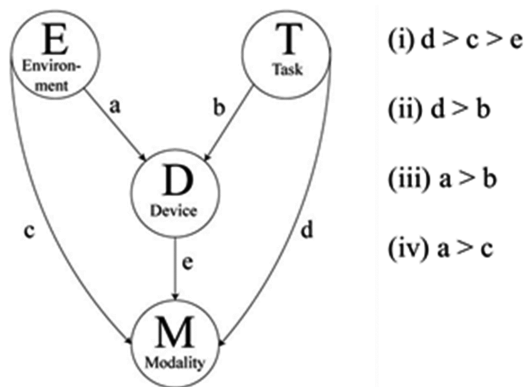 E
Environ-
ment
T
Task
a
b
D
Device
c
d
e
M
Modality
(i) d > c > e
(ii) d > b
(iii) a > b
(iv) a > c